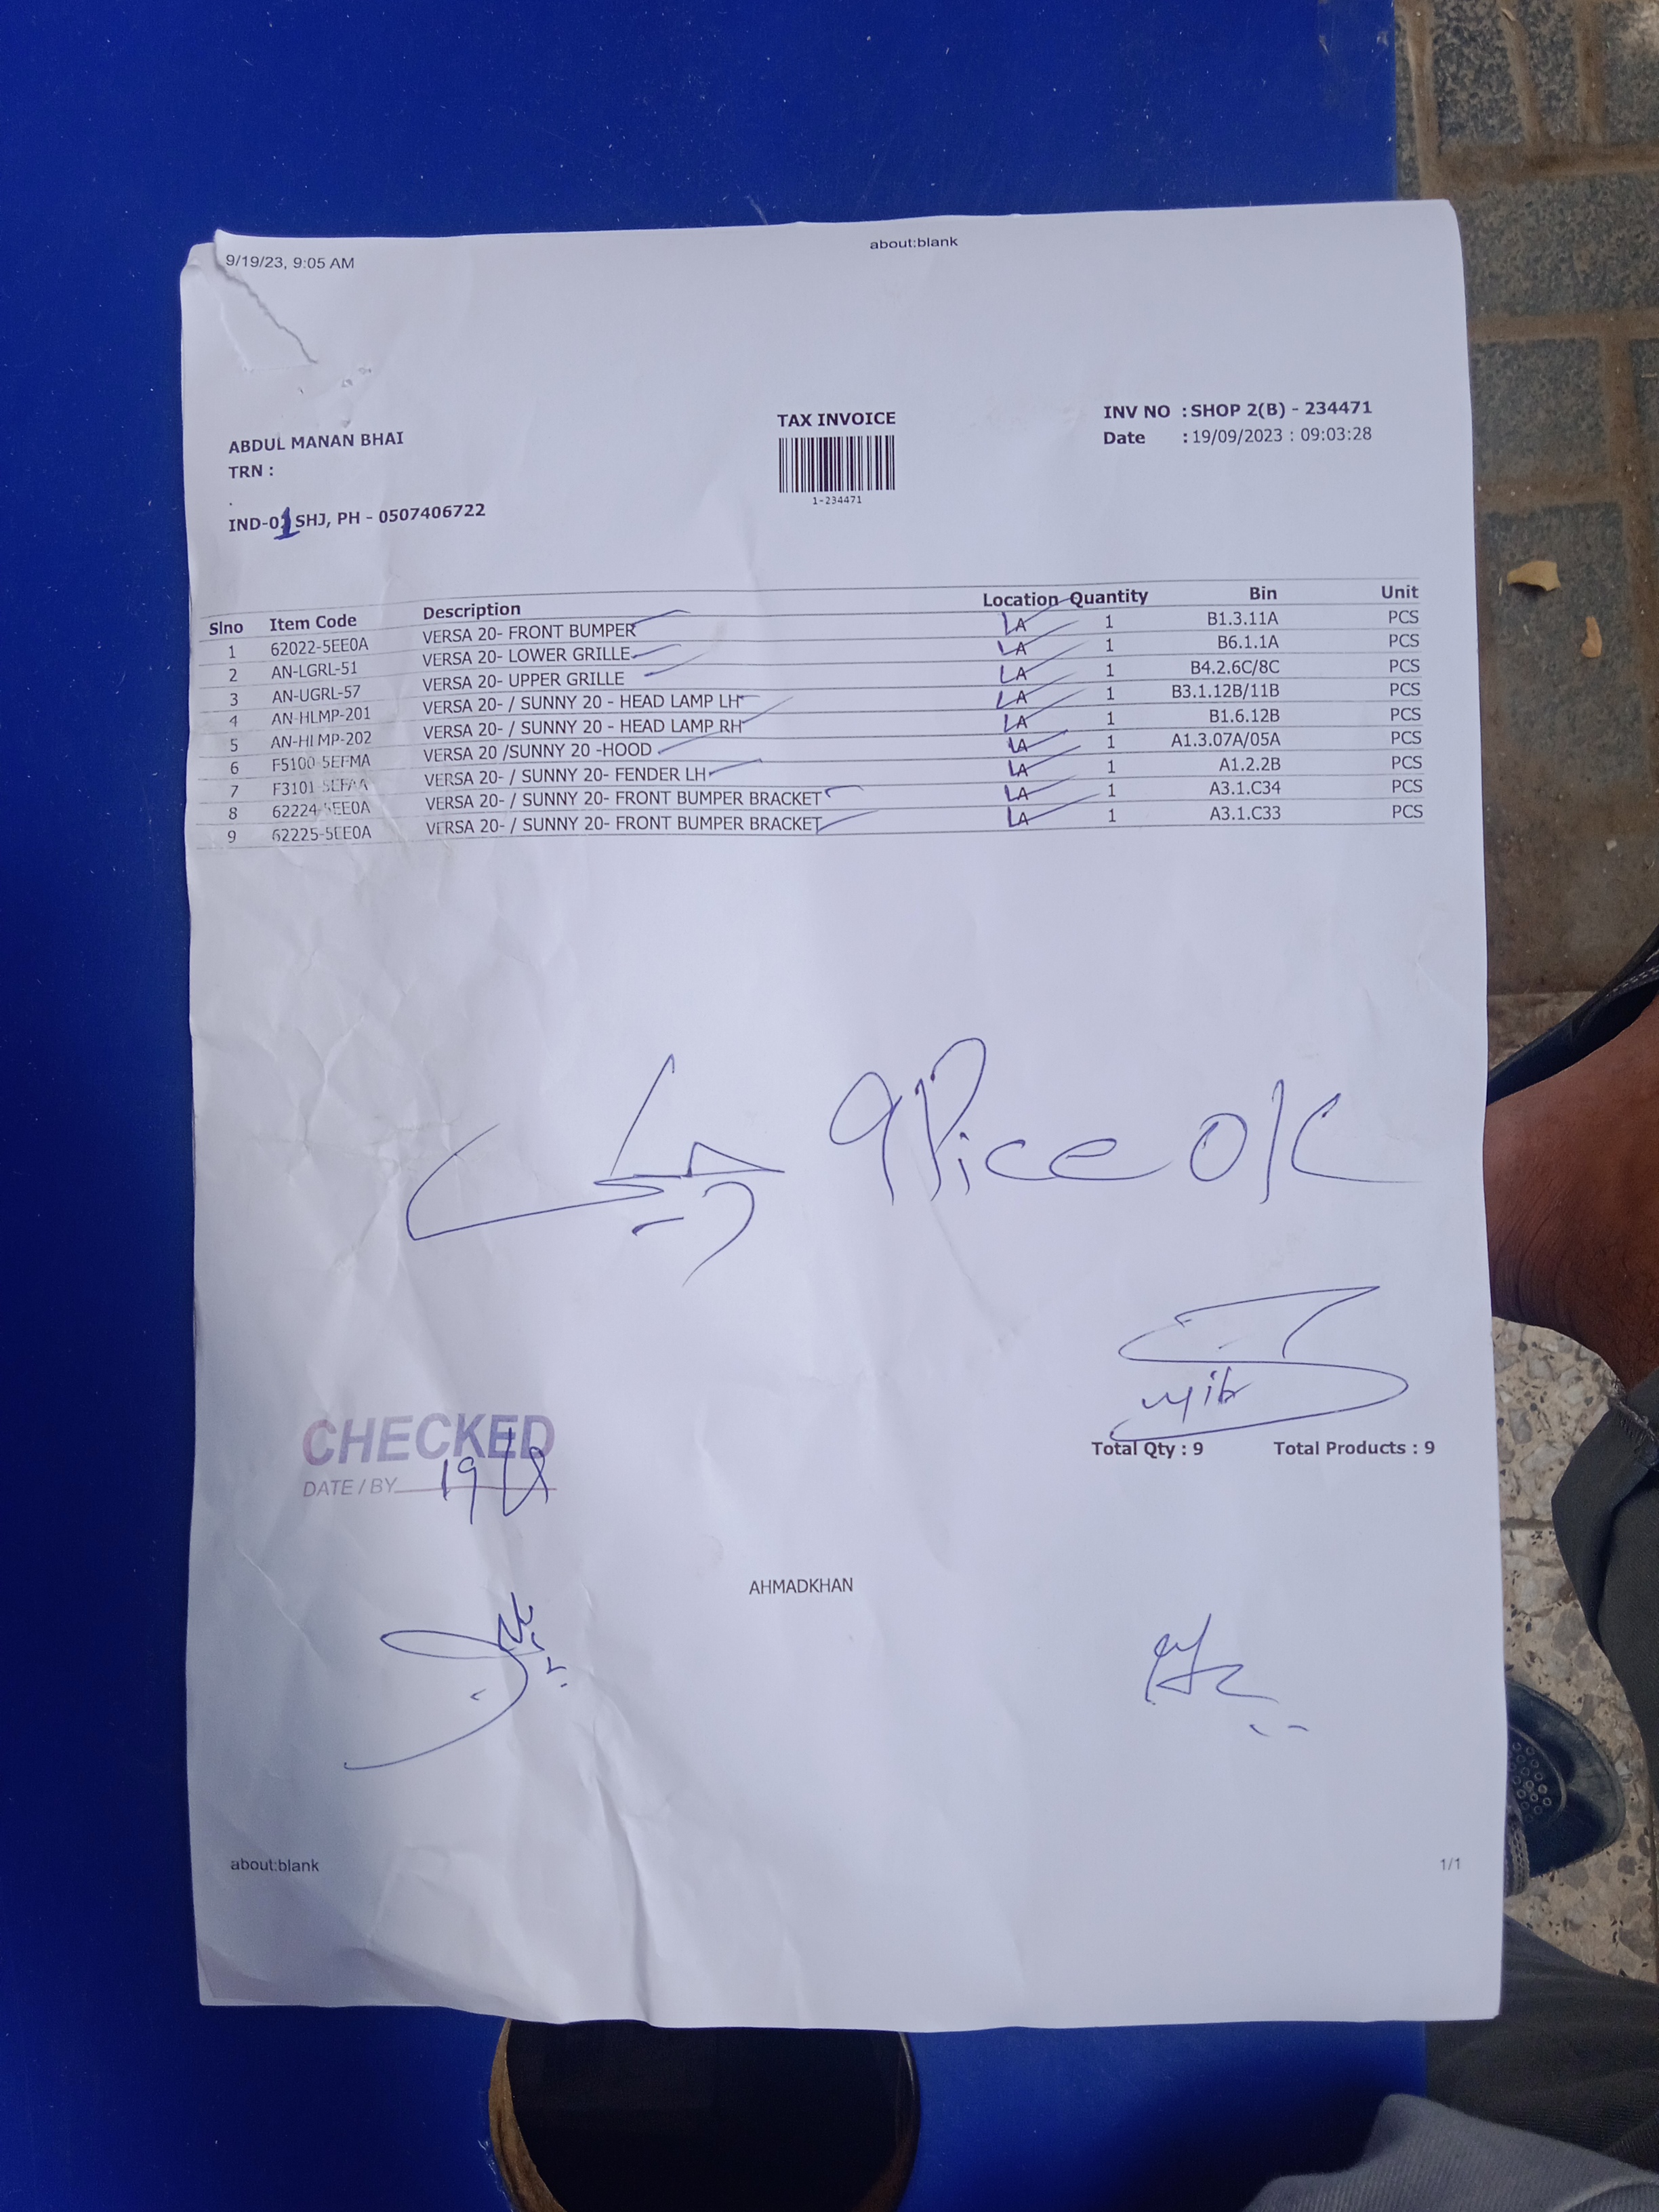 about:blank
9/19/23, 9:05 AM
ABDUL MANAN BHAI
TRN :
.
IND-01 SHJ, PH - 0507406722
TAX INVOICE
1-234471
INV NO : SHOP 2(B) - 234471
Date : 19/09/2023 : 09:03:28
Slno Item Code Description Location Quantity Bin Unit
1 62022-5EE0A VERSA 20- FRONT BUMPER LA 1 B1.3.11A PCS
2 AN-LGRL-51 VERSA 20- LOWER GRILLE LA 1 B6.1.1A PCS
3 AN-UGRL-57 VERSA 20- UPPER GRILLE LA 1 B4.2.6C/8C PCS
4 AN-HLMP-201 VERSA 20- / SUNNY 20 - HEAD LAMP LH LA 1 B3.1.12B/11B PCS
5 AN-HLMP-202 VERSA 20- / SUNNY 20 - HEAD LAMP RH LA 1 B1.6.12B PCS
6 F5100-5EFMA VERSA 20 /SUNNY 20 -HOOD LA 1 A1.3.07A/05A PCS
7 F3101-5EFAA VERSA 20- / SUNNY 20- FENDER LH LA 1 A1.2.2B PCS
8 62224-5EE0A VERSA 20- / SUNNY 20- FRONT BUMPER BRACKET LA 1 A3.1.C34 PCS
9 62225-5EE0A VERSA 20- / SUNNY 20- FRONT BUMPER BRACKET LA 1 A3.1.C33 PCS
9 Pice OK
CHECKED
DATE / BY 19
Total Qty : 9 Total Products : 9
AHMADKHAN
about:blank 1/1